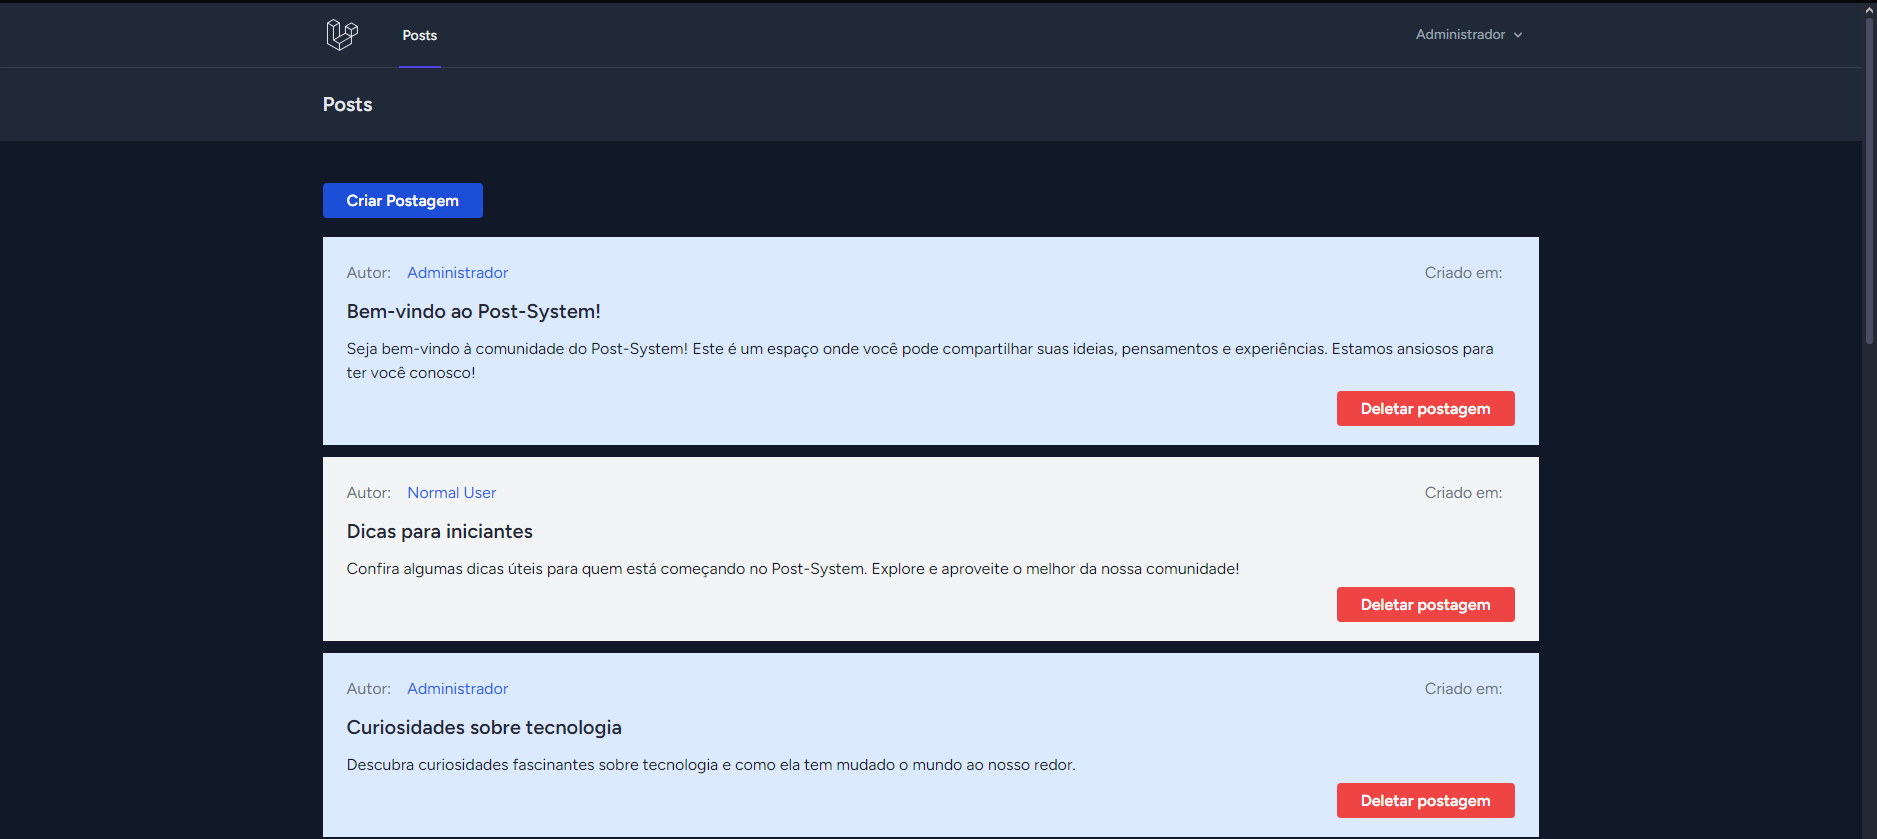 Posts
Administrador
Posts
Criar Postagem
Autor: Administrador Criado em:
Bem-vindo ao Post-System!
Seja bem-vindo à comunidade do Post-System! Este é um espaço onde você pode compartilhar suas ideias, pensamentos e experiências. Estamos ansiosos para
ter você conosco!
Deletar postagem
Autor: Normal User Criado em:
Dicas para iniciantes
Confira algumas dicas úteis para quem está começando no Post-System. Explore e aproveite o melhor da nossa comunidade!
Deletar postagem
Autor: Administrador Criado em:
Curiosidades sobre tecnologia
Descubra curiosidades fascinantes sobre tecnologia e como ela tem mudado o mundo ao nosso redor.
Deletar postagem